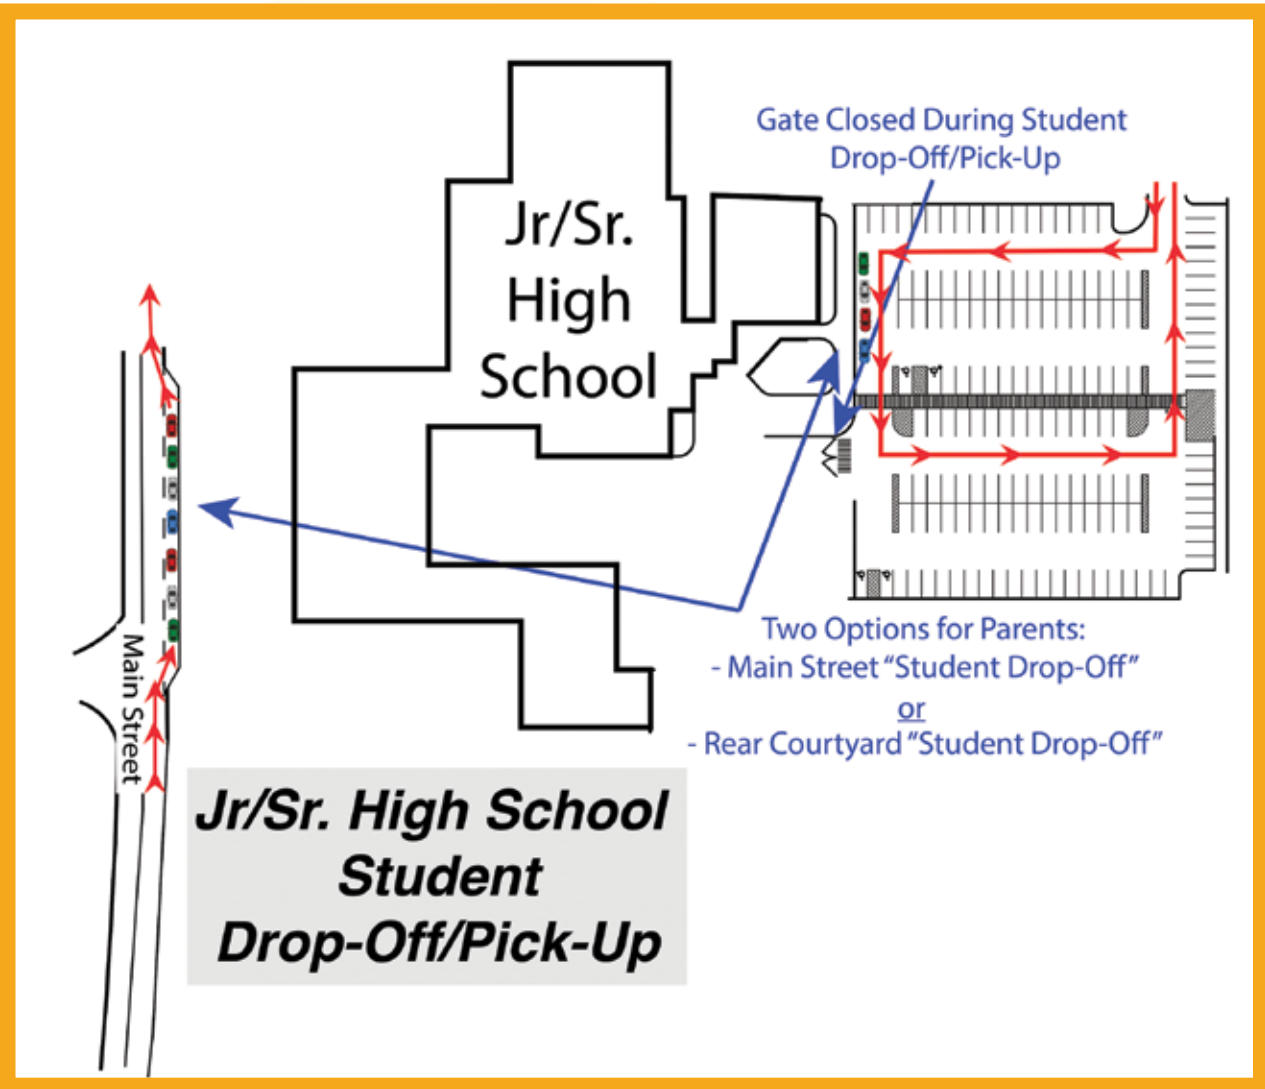 Gate Closed During Student
Drop-Off/Pick-Up
Jr/Sr.
High
School
Main Street
Two Options for Parents:
- Main Street “Student Drop-Off”
or
- Rear Courtyard “Student Drop-Off”
Jr/Sr. High School
Student
Drop-Off/Pick-Up